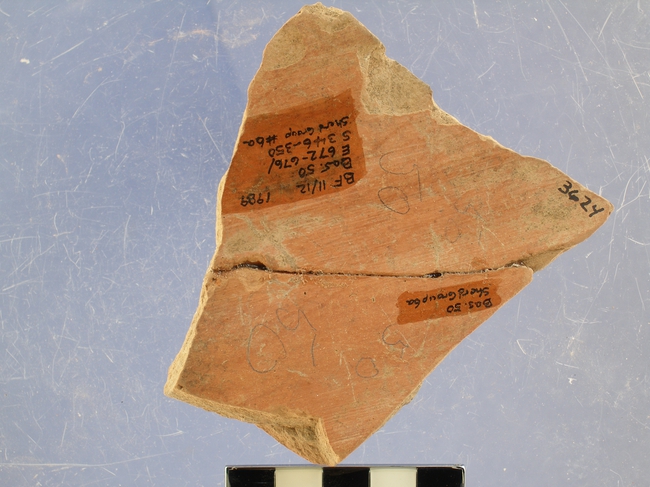 BF 11/12 1989
BaS. 50
E 672-676/
S 346-350
Sherd Group #6a
3624
Bas. 50
Sherd Group 6a